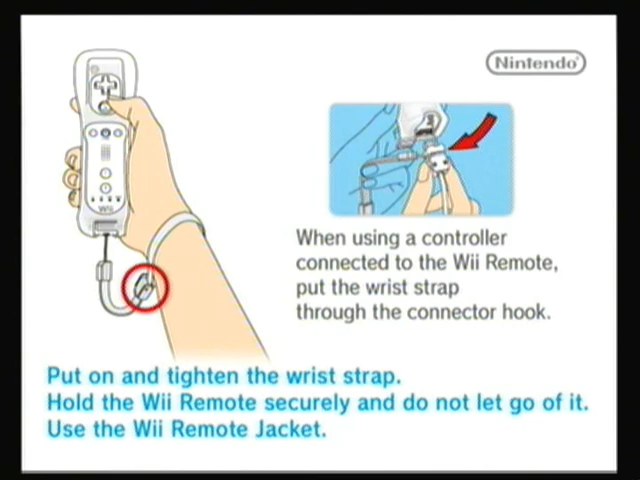 Nintendo
Wii
When using a controller
connected to the Wii Remote,
put the wrist strap
through the connector hook.
Put on and tighten the wrist strap.
Hold the Wii Remote securely and do not let go of it.
Use the Wii Remote Jacket.